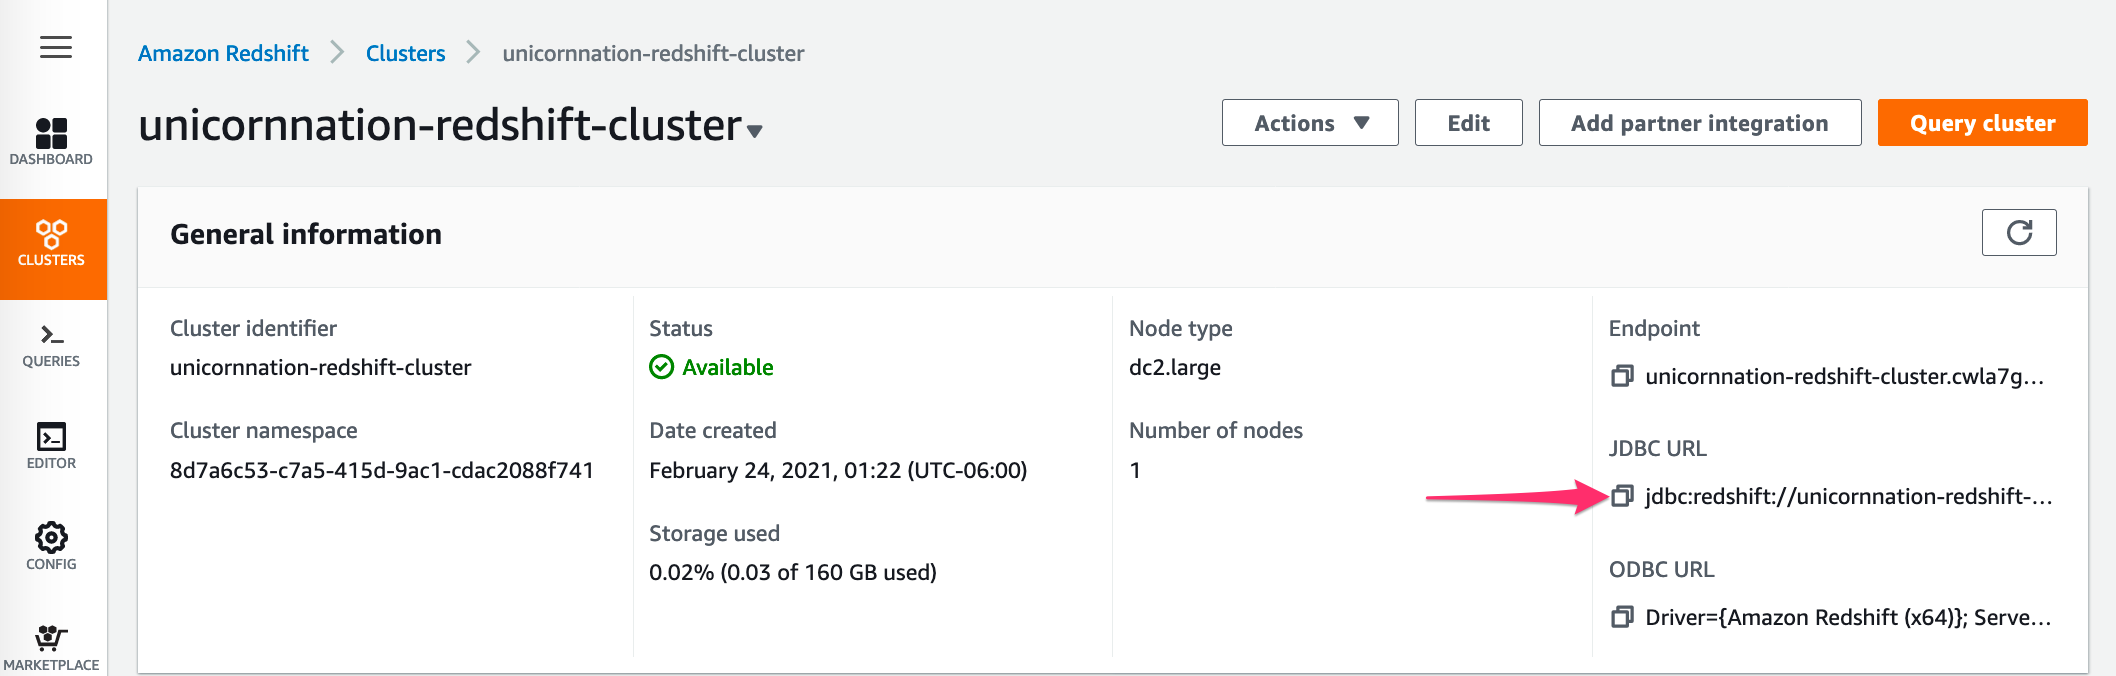 Amazon Redshift > Clusters > unicornnation-redshift-cluster
unicornnation-redshift-cluster
Actions
Edit
Add partner integration
Query cluster
DASHBOARD
CLUSTERS
QUERIES
EDITOR
CONFIG
MARKETPLACE
General information
Cluster identifier
unicornnation-redshift-cluster
Cluster namespace
8d7a6c53-c7a5-415d-9ac1-cdac2088f741
Status
Available
Date created
February 24, 2021, 01:22 (UTC-06:00)
Storage used
0.02% (0.03 of 160 GB used)
Node type
dc2.large
Number of nodes
1
Endpoint
unicornnation-redshift-cluster.cwla7g...
JDBC URL
jdbc:redshift://unicornnation-redshift-...
ODBC URL
Driver={Amazon Redshift (x64)}; Serve...